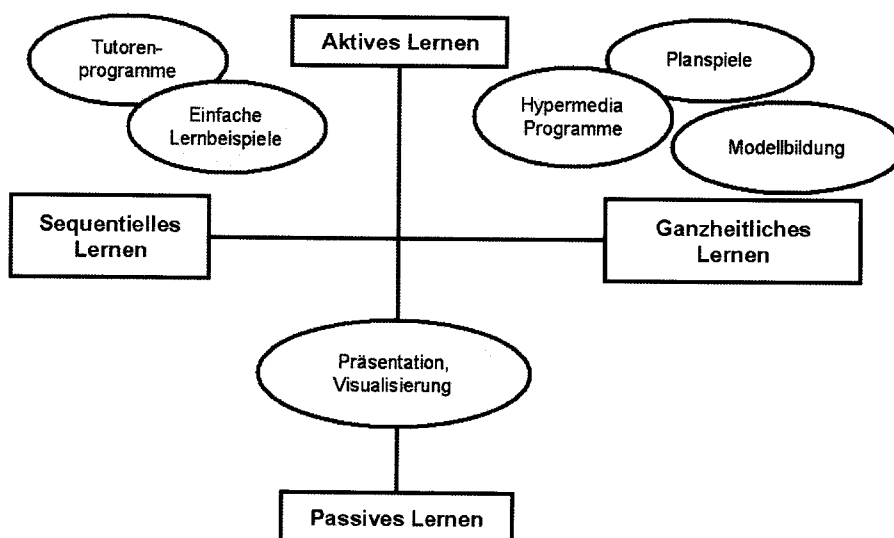 Tutoren-
programme
Aktives Lernen
Planspiele
Einfache
Lernbeispiele
Hypermedia
Programme
Modellbildung
Sequentielles
Lernen
Ganzheitliches
Lernen
Präsentation,
Visualisierung
Passives Lernen